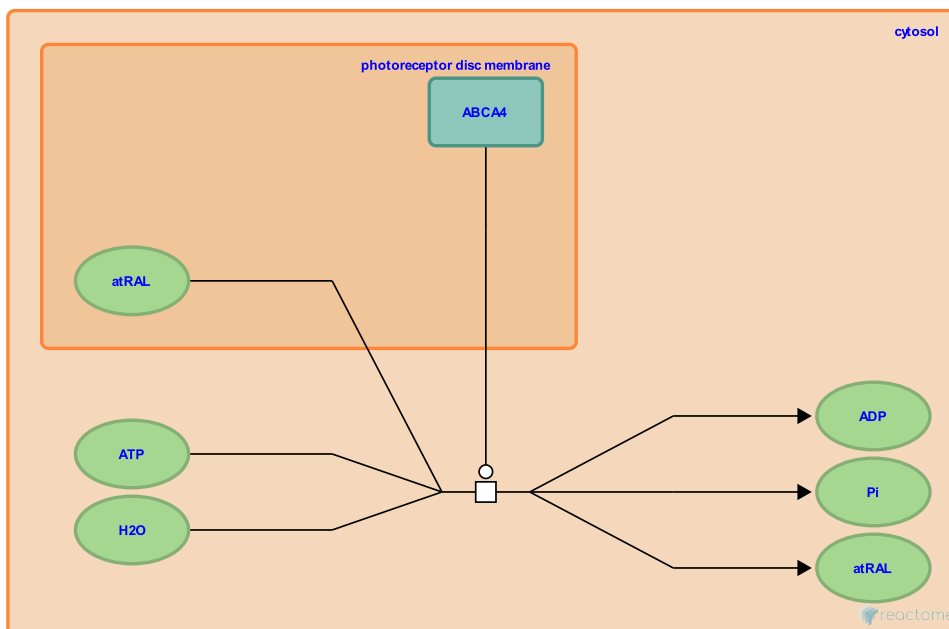 cytosol
photoreceptor disc membrane
ABCA4
atRAL
ATP
H2O
ADP
Pi
atRAL